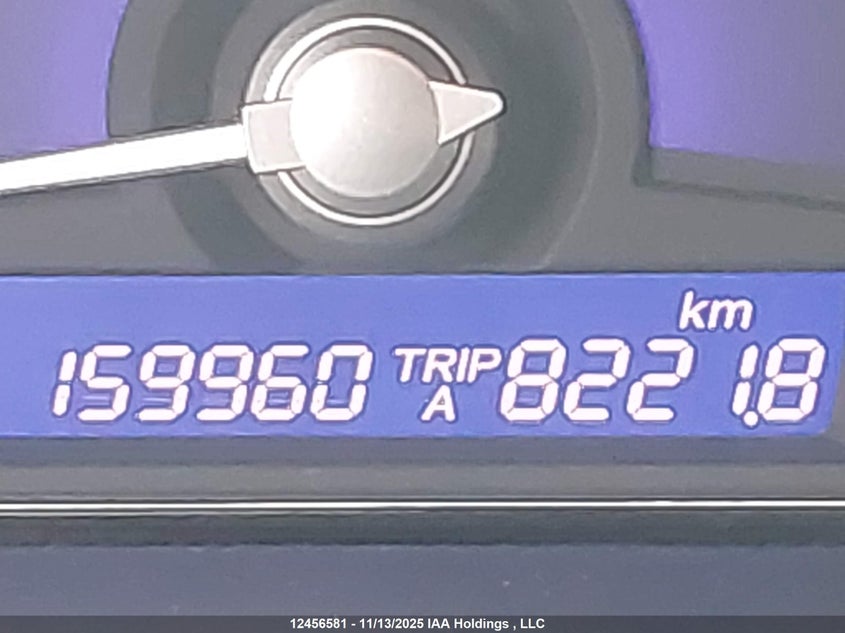 km
159960 TRIP A 8221.8
12456581 - 11/13/2025 IAA Holdings , LLC